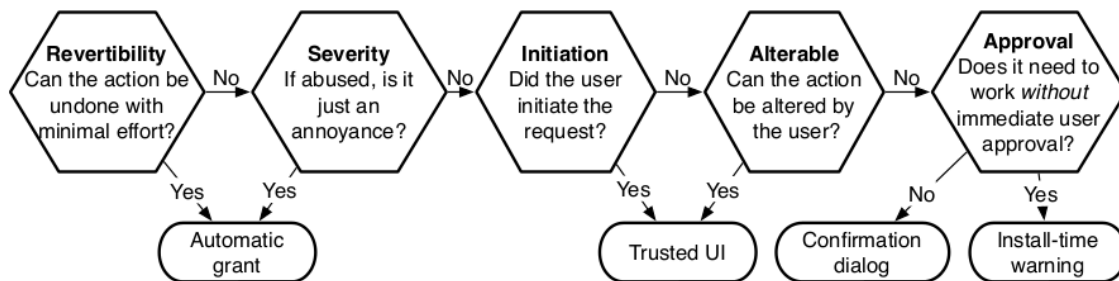 Revertibility
Can the action be
undone with
minimal effort?
No
Severity
If abused, is it
just an
annoyance?
No
Initiation
Did the user
initiate the
request?
No
Alterable
Can the action
be altered by
the user?
No
Approval
Does it need to
work without
immediate user
approval?
Yes
Yes
Yes
Yes
No
Yes
Automatic
grant
Trusted UI
Confirmation
dialog
Install-time
warning